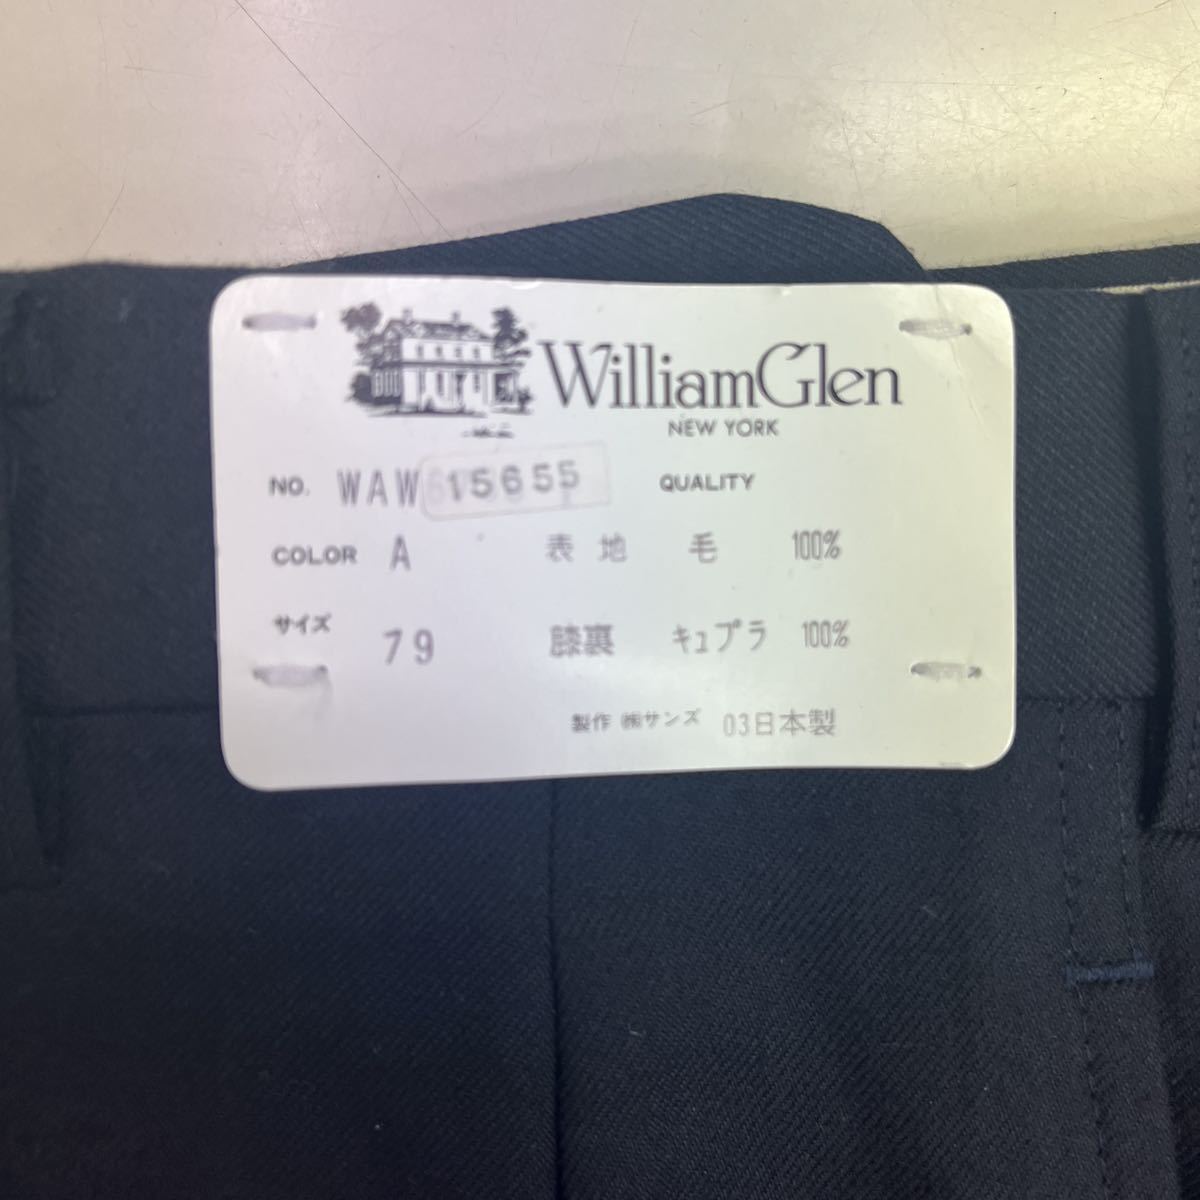 WilliamGlen
NEW YORK
NO. WAW 15655 QUALITY
COLOR A 表地 毛 100%
サイズ 79 膝裏 キュプラ 100%
製作 ㈱サンズ 03日本製